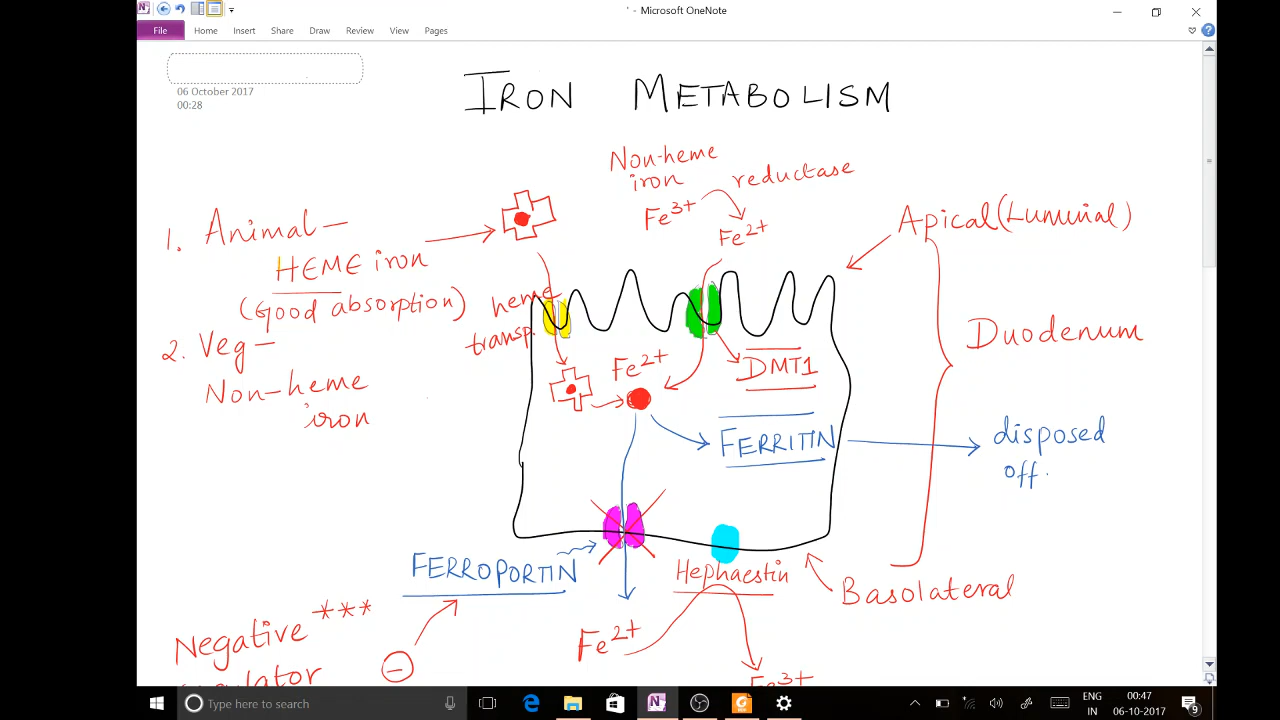 - Microsoft OneNote
File
Home
Insert
Draw
Share
Review
View
Pages
06 October 2017
00:28
IRON METABOLISM
Non-heme
iron
reductase
Fe3+
Fe2+
Apical (Luminal)
1. Animal -
HEME iron
(Good absorption)
2. Veg -
Non-heme
iron
heme
transp.
Fe2+
DMT1
Duodenum
FERRITIN
disposed
off.
FERROPORTIN
Hephaestin
Basolateral
Negative ***
Fe2+
Fe3+
Type here to search
ENG
IN
00:47
06-10-2017
9